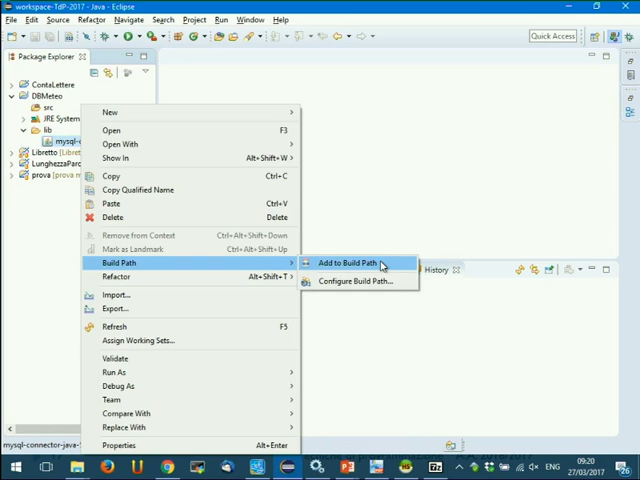 workspace-TdP-2017 - Java - Eclipse
File Edit Source Refactor Navigate Search Project Run Window Help
Quick Access
Package Explorer
ContaLettere
DBMeteo
src
JRE System
lib
mysql-c
Libretto [Libre
LunghezzaParo
prova [prova m
New
Open F3
Open With
Show In Alt+Shift+W
Copy Ctrl+C
Copy Qualified Name
Paste Ctrl+V
Delete Delete
Remove from Context Ctrl+Alt+Shift+Down
Mark as Landmark Ctrl+Alt+Shift+Up
Build Path
Refactor Alt+Shift+T
Import...
Export...
Refresh F5
Assign Working Sets...
Validate
Run As
Debug As
Team
Compare With
Replace With
Properties Alt+Enter
Add to Build Path
Configure Build Path...
History
mysql-connector-java-5
A.A. 2016/2017
ENG
09:20
27/03/2017